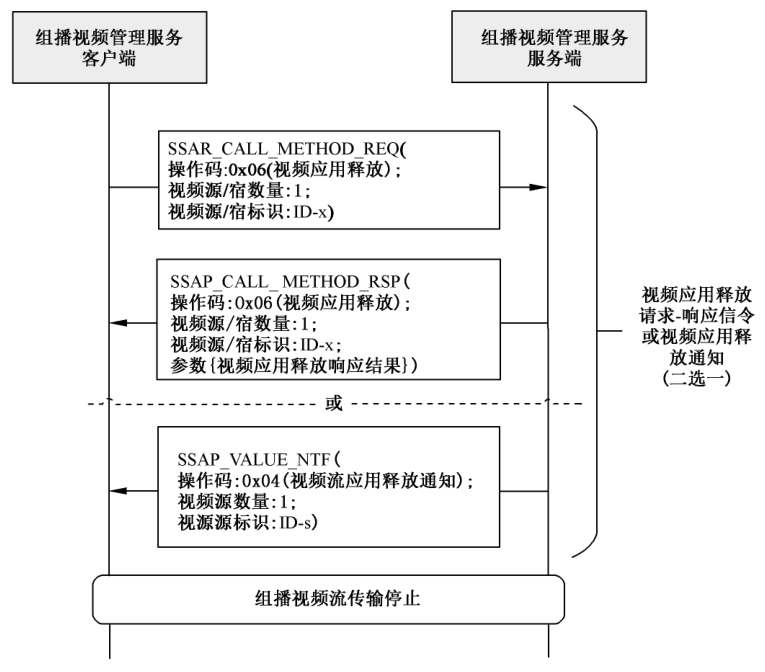 组播视频管理服务
客户端
组播视频管理服务
服务端
SSAR_CALL_METHOD_REQ(
操作码:0x06(视频应用释放);
视频源/宿数量:1;
视频源/宿标识:ID-x)
SSAP_CALL_METHOD_RSP(
操作码:0x06(视频应用释放);
视频源/宿数量:1;
视频源/宿标识:ID-x;
参数{视频应用释放响应结果})
视频应用释放
请求-响应信令
或视频应用释
放通知
(二选一)
或
SSAP_VALUE_NTF(
操作码:0x04(视频流应用释放通知);
视频源数量:1;
视源源标识:ID-s)
组播视频流传输停止